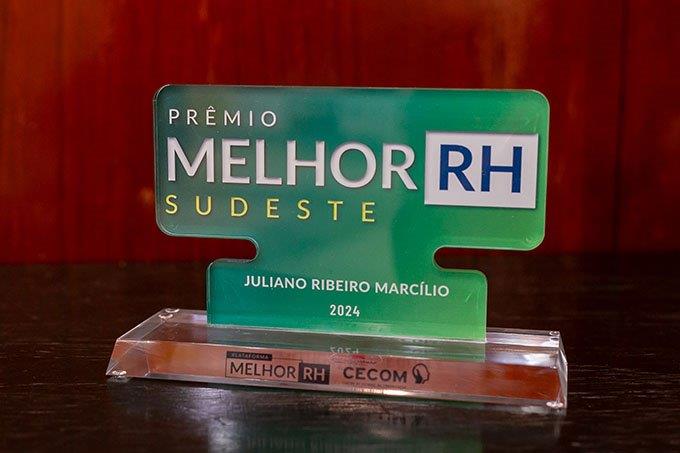 PRÊMIO
MELHOR RH
SUDESTE
JULIANO RIBEIRO MARCÍLIO
2024
PLATAFORMA
MELHOR RH
CECOM